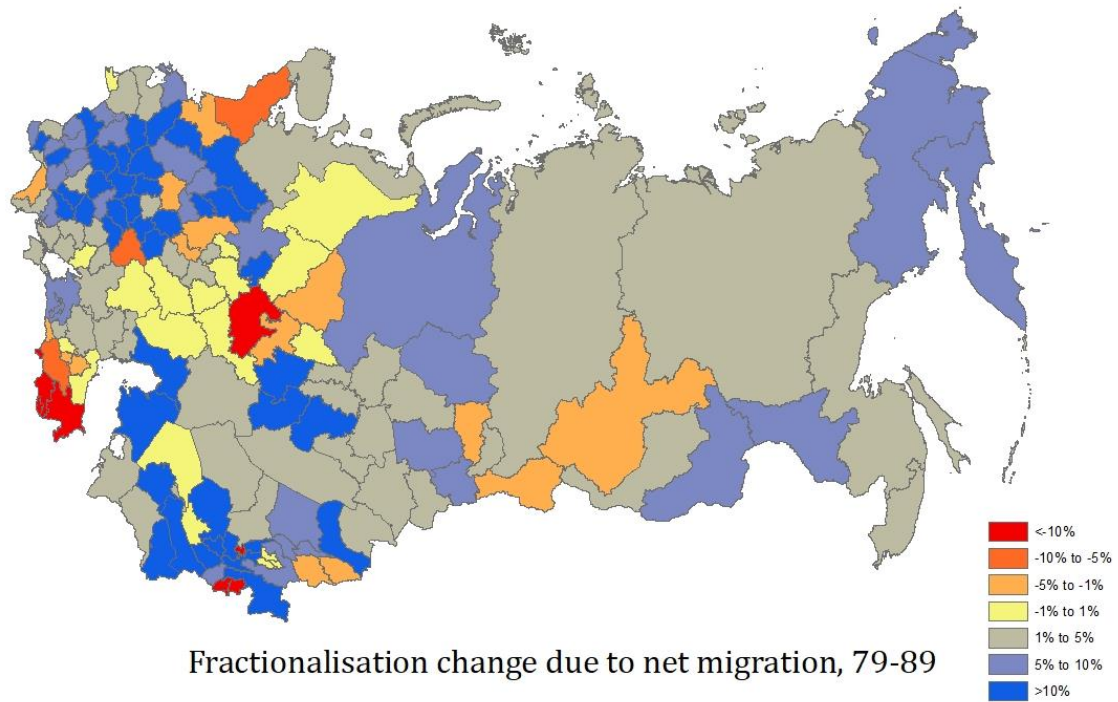 <-10%
-10% to -5%
-5% to -1%
-1% to 1%
1% to 5%
5% to 10%
>10%
Fractionalisation change due to net migration, 79-89